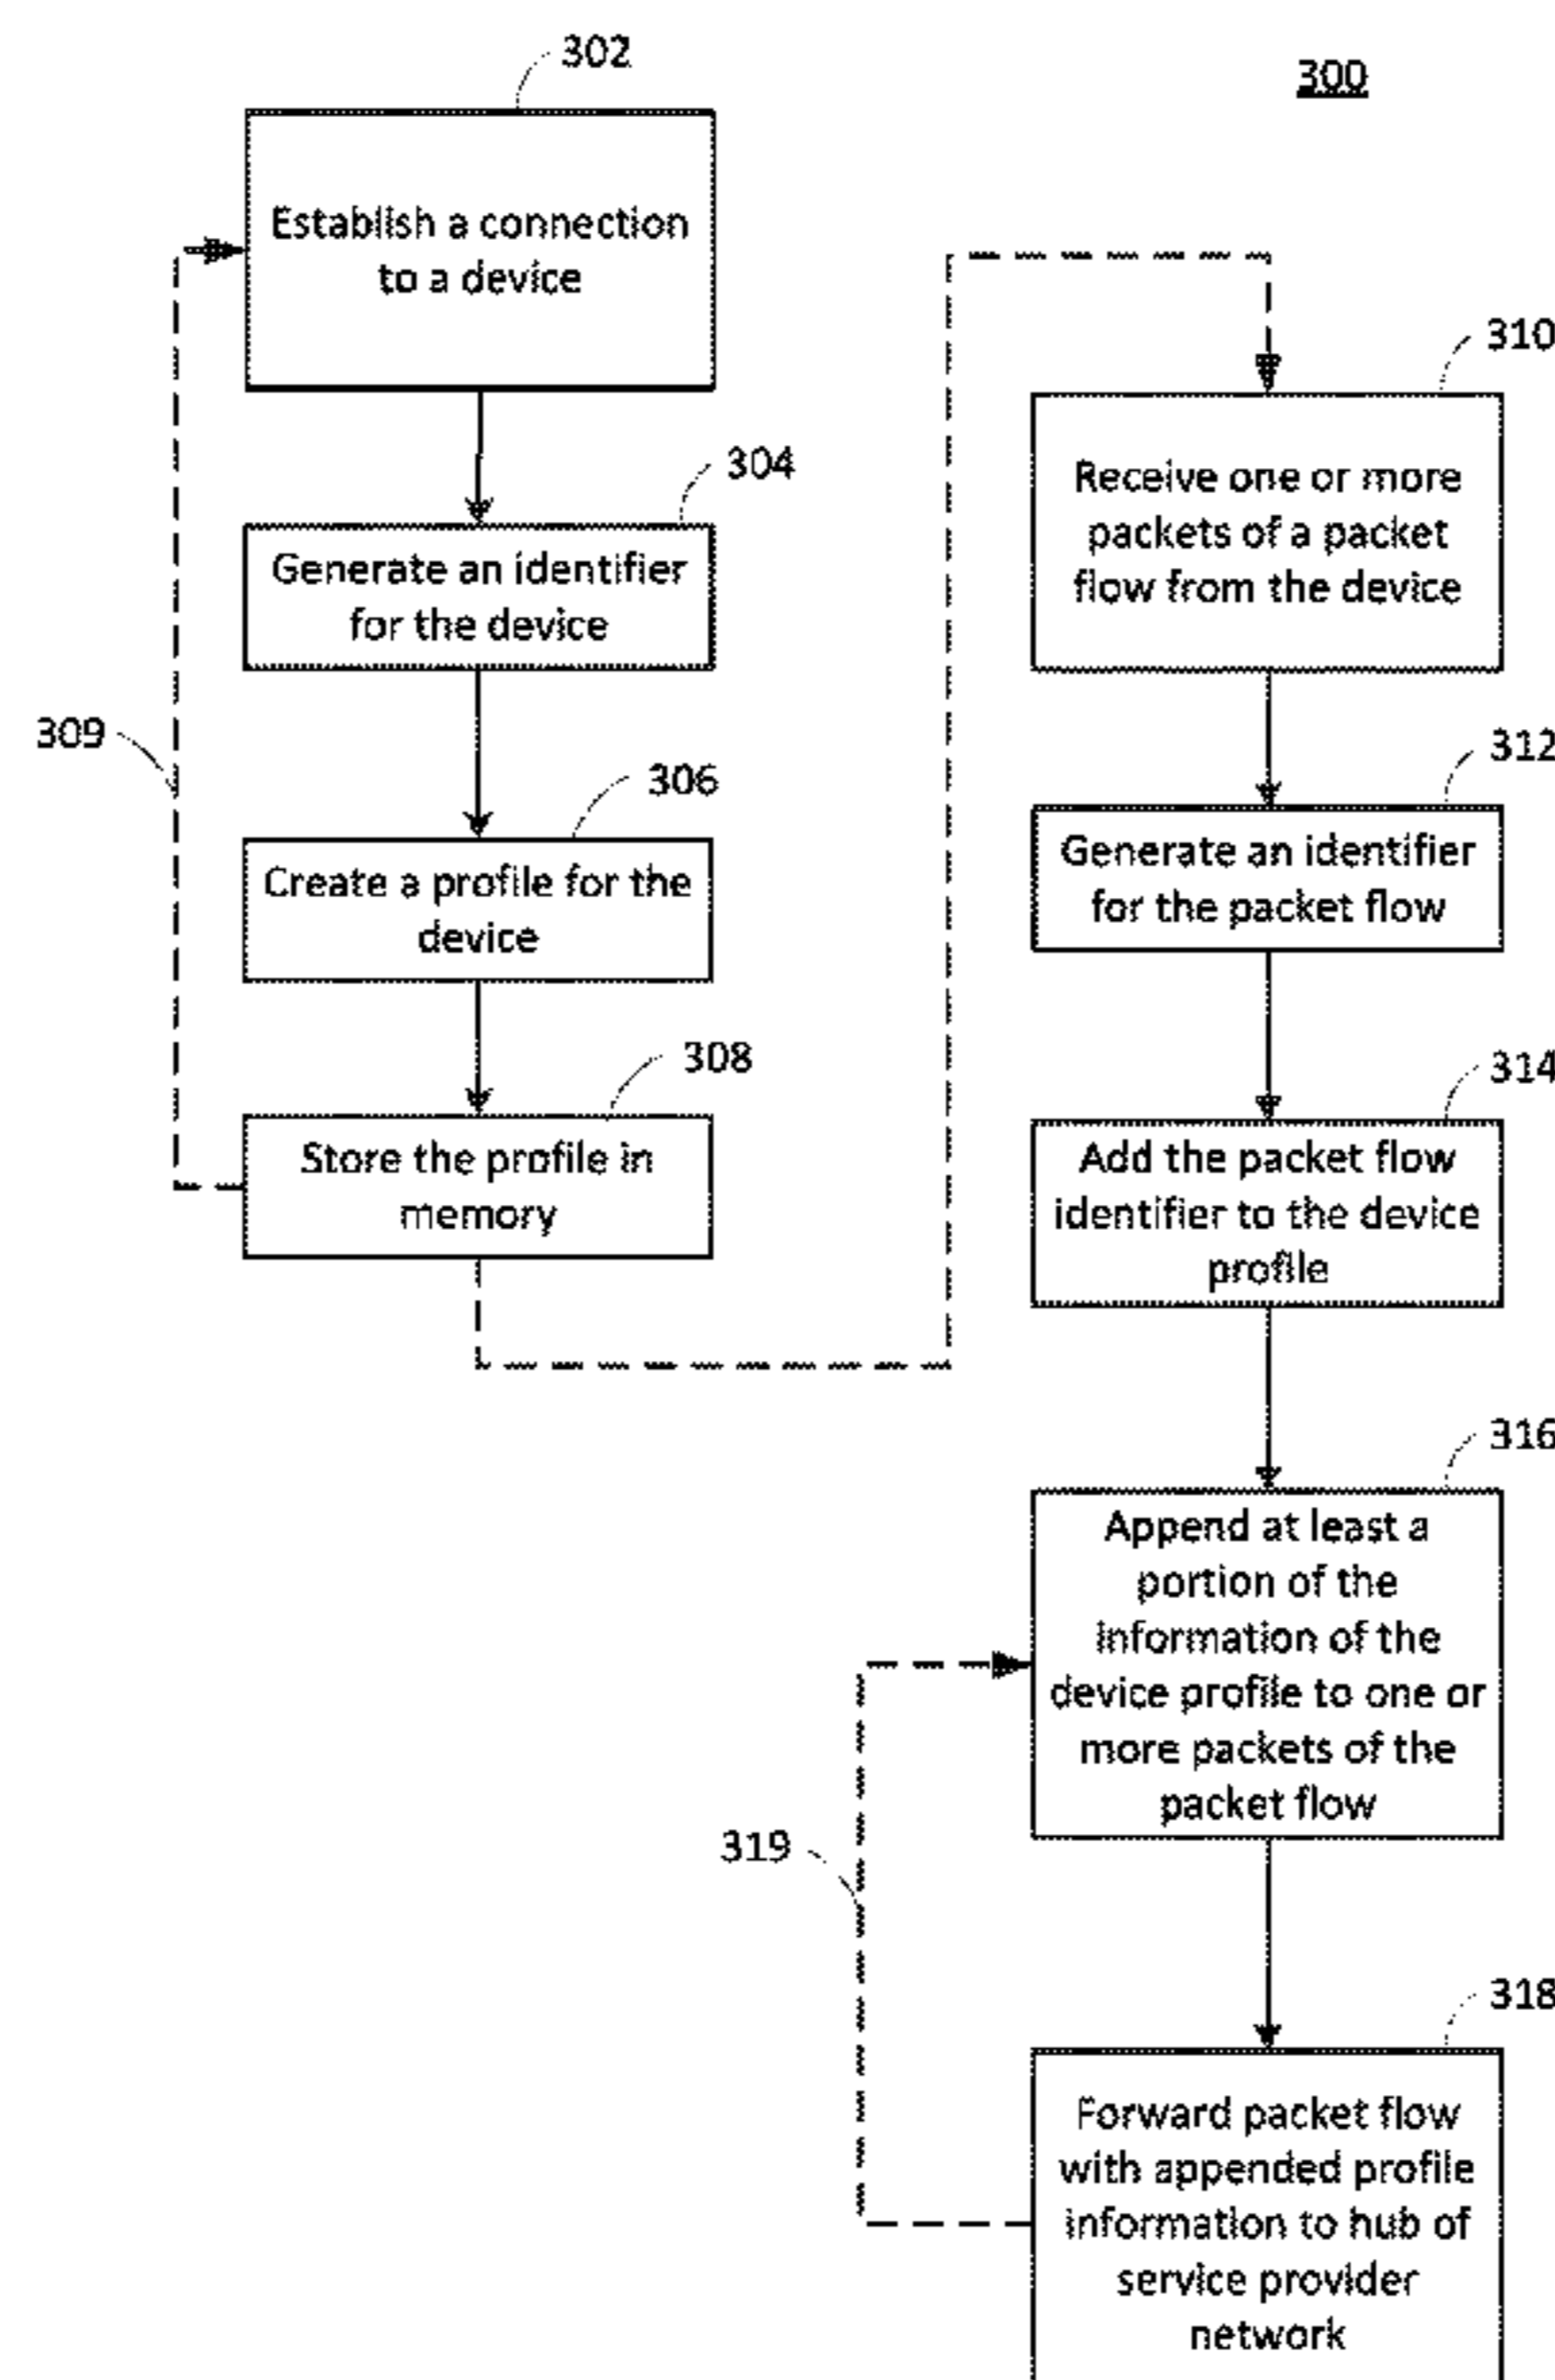 300
302
Establish a connection
to a device
304
Generate an identifier
for the device
309
306
Create a profile for the
device
308
Store the profile in
memory
310
Receive one or more
packets of a packet
flow from the device
312
Generate an identifier
for the packet flow
314
Add the packet flow
identifier to the device
profile
316
Append at least a
portion of the
information of the
device profile to one or
more packets of the
packet flow
319
318
Forward packet flow
with appended profile
information to hub of
service provider
network